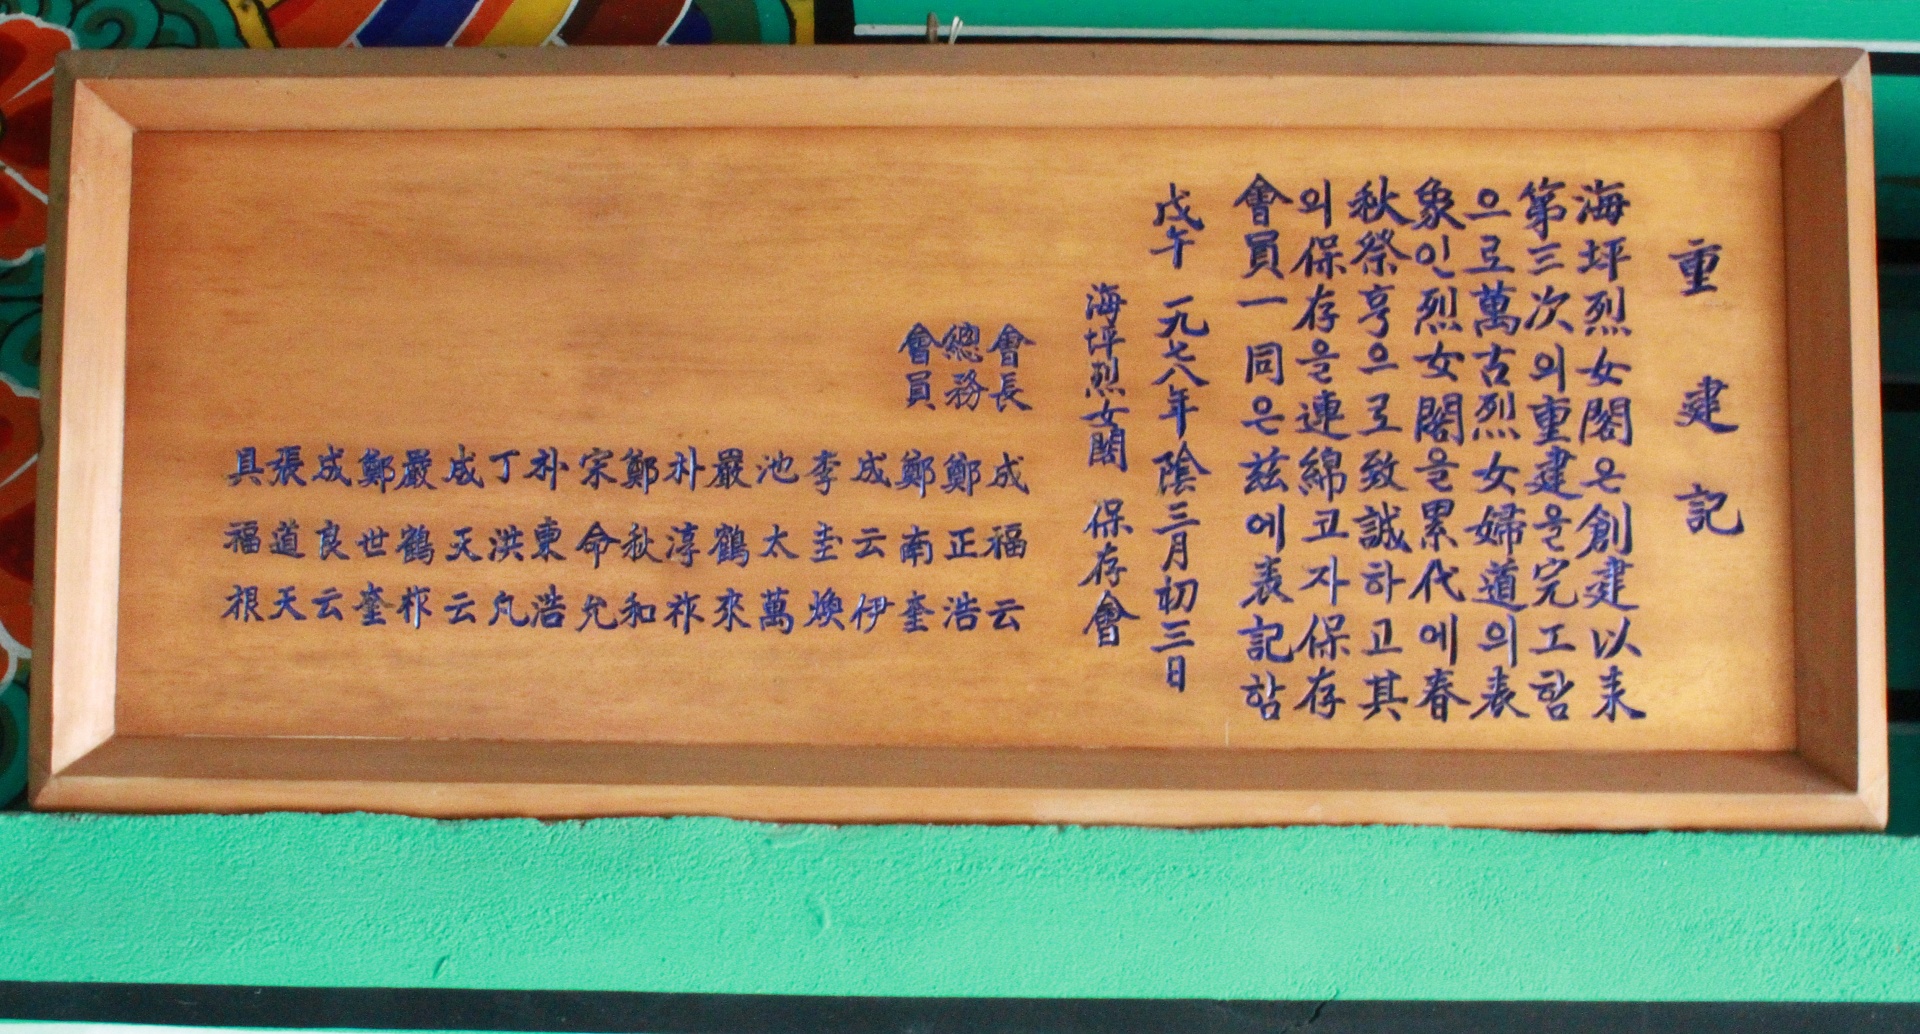 重建記
海坪烈女閣은創建以来
第三次의重建을完工함
으로萬古烈女婦道의表
象인烈女閣을累代에春
秋祭亨으로致誠하고其
의保存을連綿코자保存
會員一同은玆에表記함
戊午 一九七八年 陰三月初三日
海坪烈女閣 保存會
會長 成福云
總務 鄭正浩
會員 鄭南奎
成云伊
李圭煥
池太萬
嚴鶴來
朴淳祚
鄭秋和
宋命允
朴東浩
丁洪凡
成天云
嚴鶴柞
鄭世奎
成良云
張道天
具福根